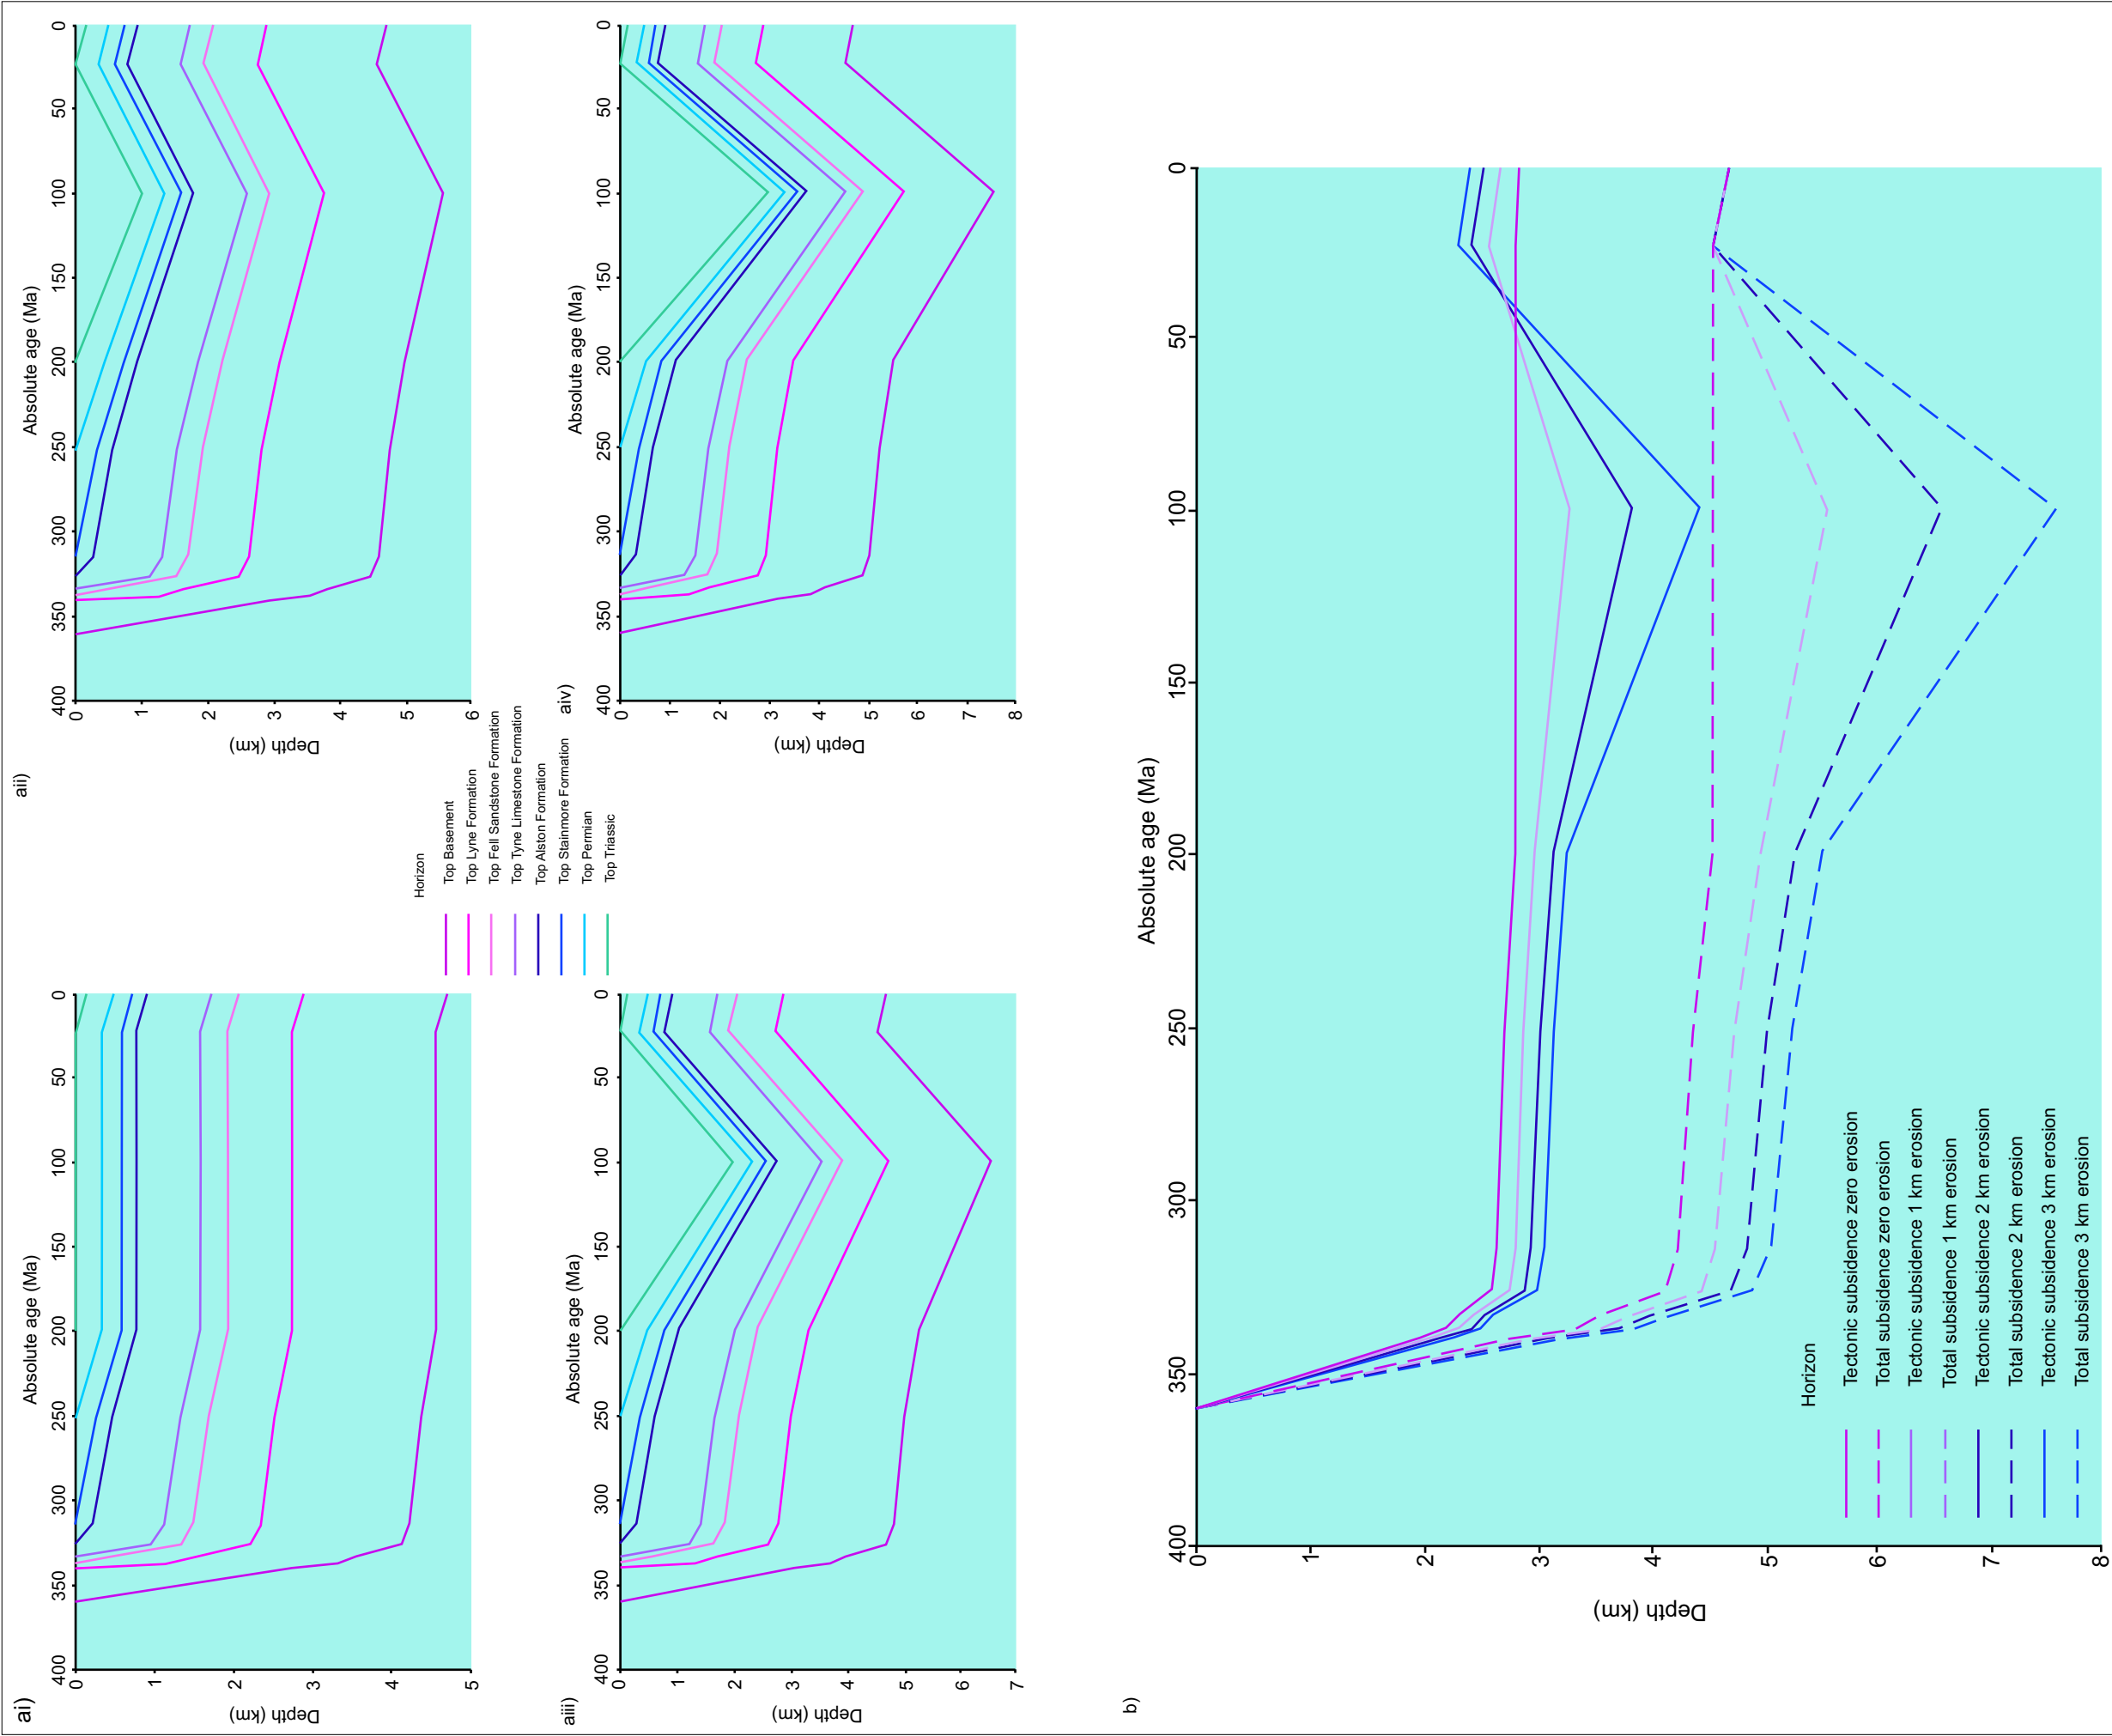 ai)
Absolute age (Ma)
400 350 300 250 200 150 100 50 0
0
1
2
3
4
5
Depth (km)
aii)
Absolute age (Ma)
400 350 300 250 200 150 100 50 0
0
1
2
3
4
5
6
Depth (km)
Horizon
Top Basement
Top Lyne Formation
Top Fell Sandstone Formation
Top Tyne Limestone Formation
Top Alston Formation
Top Stainmore Formation
Top Permian
Top Triassic
aiii)
Absolute age (Ma)
400 350 300 250 200 150 100 50 0
0
1
2
3
4
5
6
7
Depth (km)
aiv)
Absolute age (Ma)
400 350 300 250 200 150 100 50 0
0
1
2
3
4
5
6
7
8
Depth (km)
b)
Absolute age (Ma)
400 350 300 250 200 150 100 50 0
0
1
2
3
4
5
6
7
8
Depth (km)
Horizon
Tectonic subsidence zero erosion
Total subsidence zero erosion
Tectonic subsidence 1 km erosion
Total subsidence 1 km erosion
Tectonic subsidence 2 km erosion
Total subsidence 2 km erosion
Tectonic subsidence 3 km erosion
Total subsidence 3 km erosion